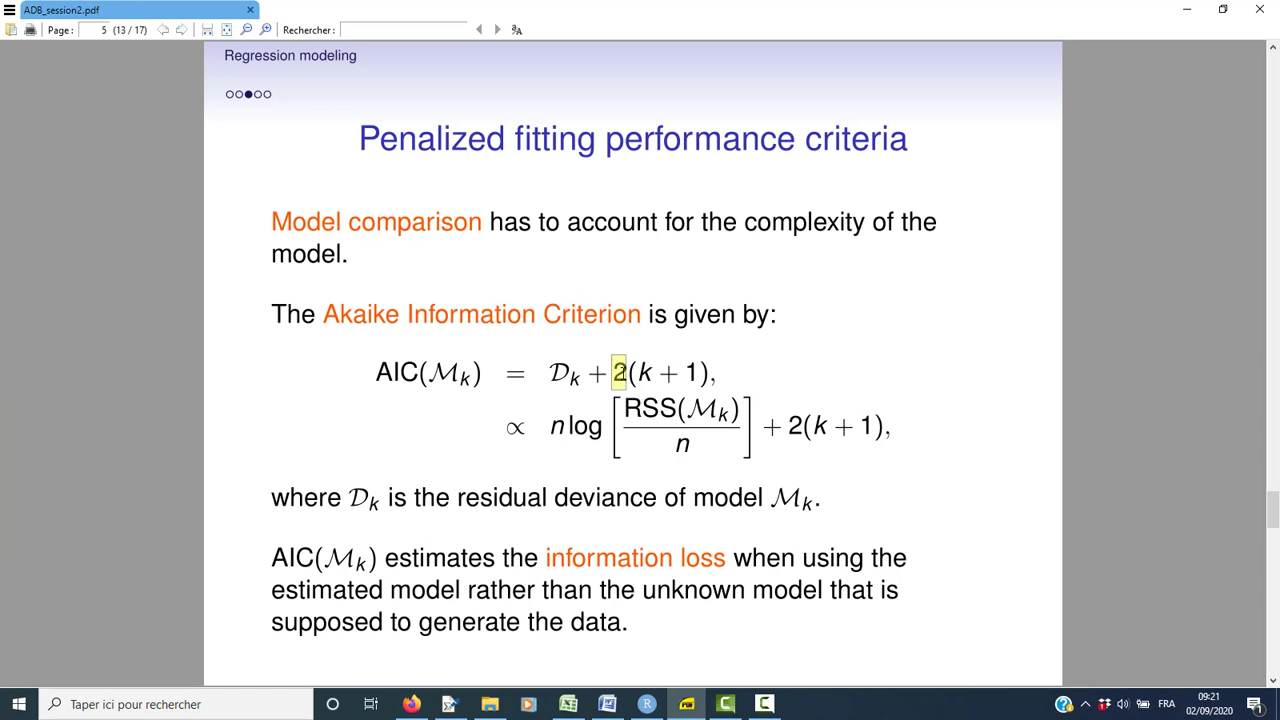 ADB_session2.pdf
Page : 5 (13 / 17) Rechercher :
Regression modeling
Penalized fitting performance criteria
Model comparison has to account for the complexity of the
model.
The Akaike Information Criterion is given by:
AIC(ℳk) = 𝒟k + 2(k + 1),
∝ n log [RSS(ℳk) / n] + 2(k + 1),
where 𝒟k is the residual deviance of model ℳk.
AIC(ℳk) estimates the information loss when using the
estimated model rather than the unknown model that is
supposed to generate the data.
Taper ici pour rechercher
FRA
09:21
02/09/2020